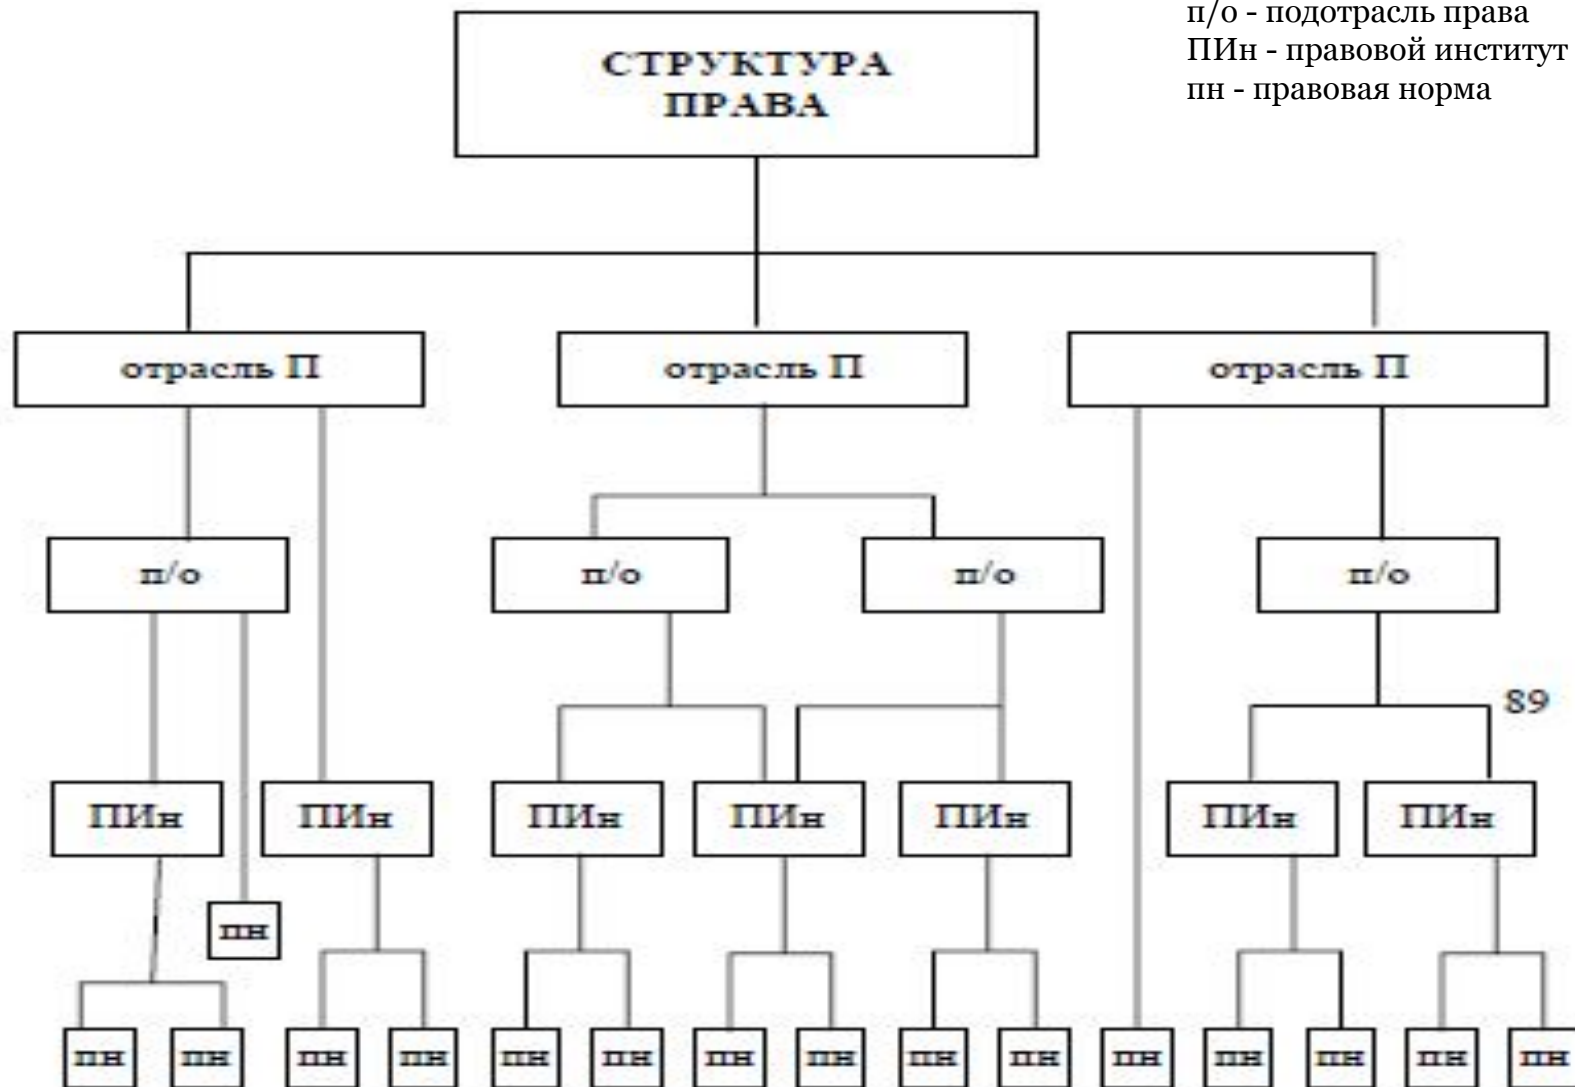 п/о - подотрасль права
ПИн - правовой институт
пн - правовая норма
СТРУКТУРА
ПРАВА
отрасль П отрасль П отрасль П
п/о п/о п/о п/о
89
ПИн ПИн ПИн ПИн ПИн ПИн ПИн
пн
пн пн пн пн пн пн пн пн пн пн пн пн пн пн пн